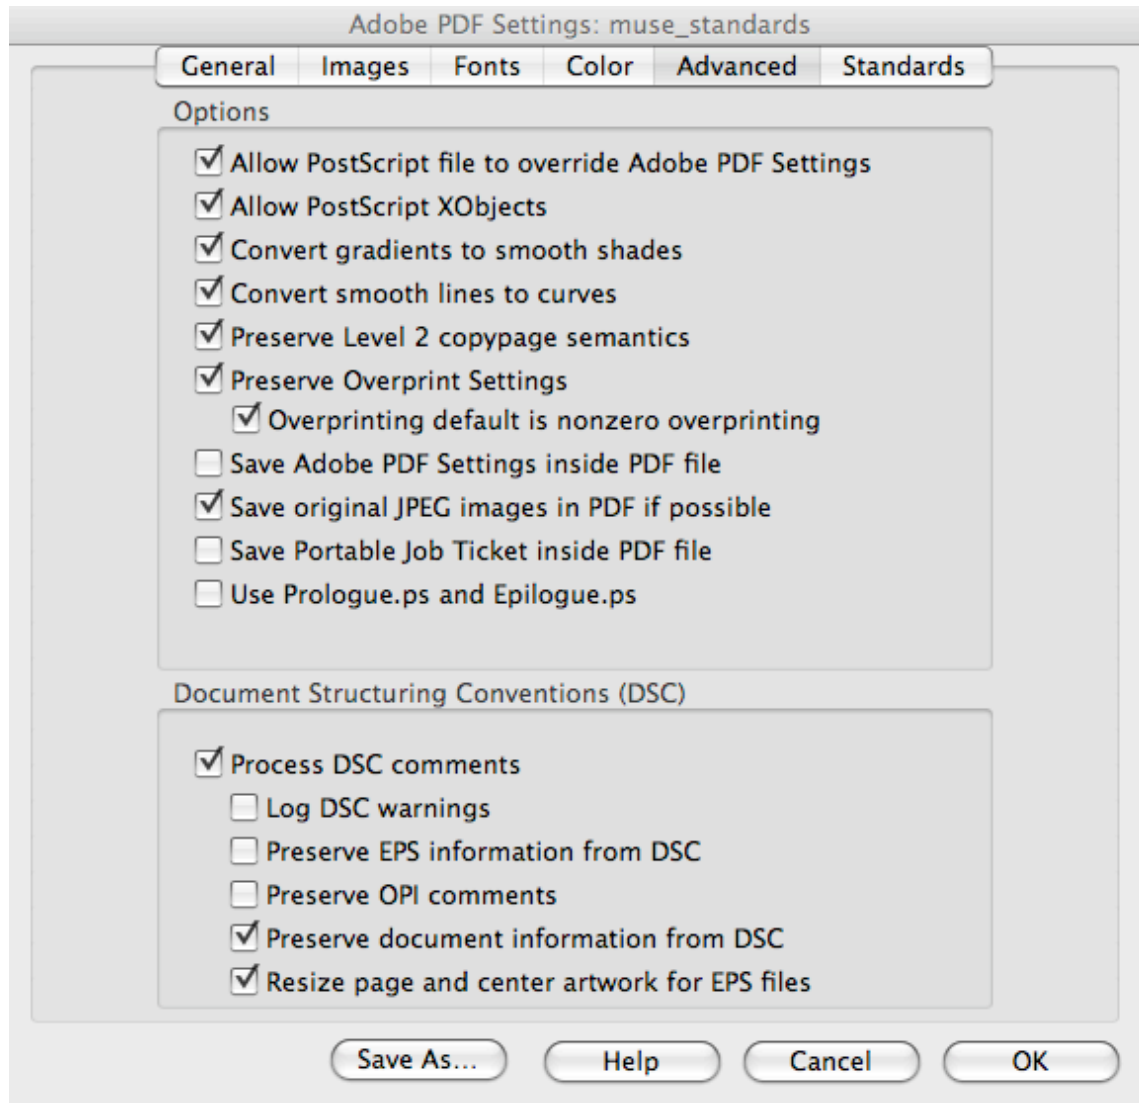 Adobe PDF Settings: muse_standards
General Images Fonts Color Advanced Standards
Options
Allow PostScript file to override Adobe PDF Settings
Allow PostScript XObjects
Convert gradients to smooth shades
Convert smooth lines to curves
Preserve Level 2 copypage semantics
Preserve Overprint Settings
Overprinting default is nonzero overprinting
Save Adobe PDF Settings inside PDF file
Save original JPEG images in PDF if possible
Save Portable Job Ticket inside PDF file
Use Prologue.ps and Epilogue.ps
Document Structuring Conventions (DSC)
Process DSC comments
Log DSC warnings
Preserve EPS information from DSC
Preserve OPI comments
Preserve document information from DSC
Resize page and center artwork for EPS files
Save As... Help Cancel OK